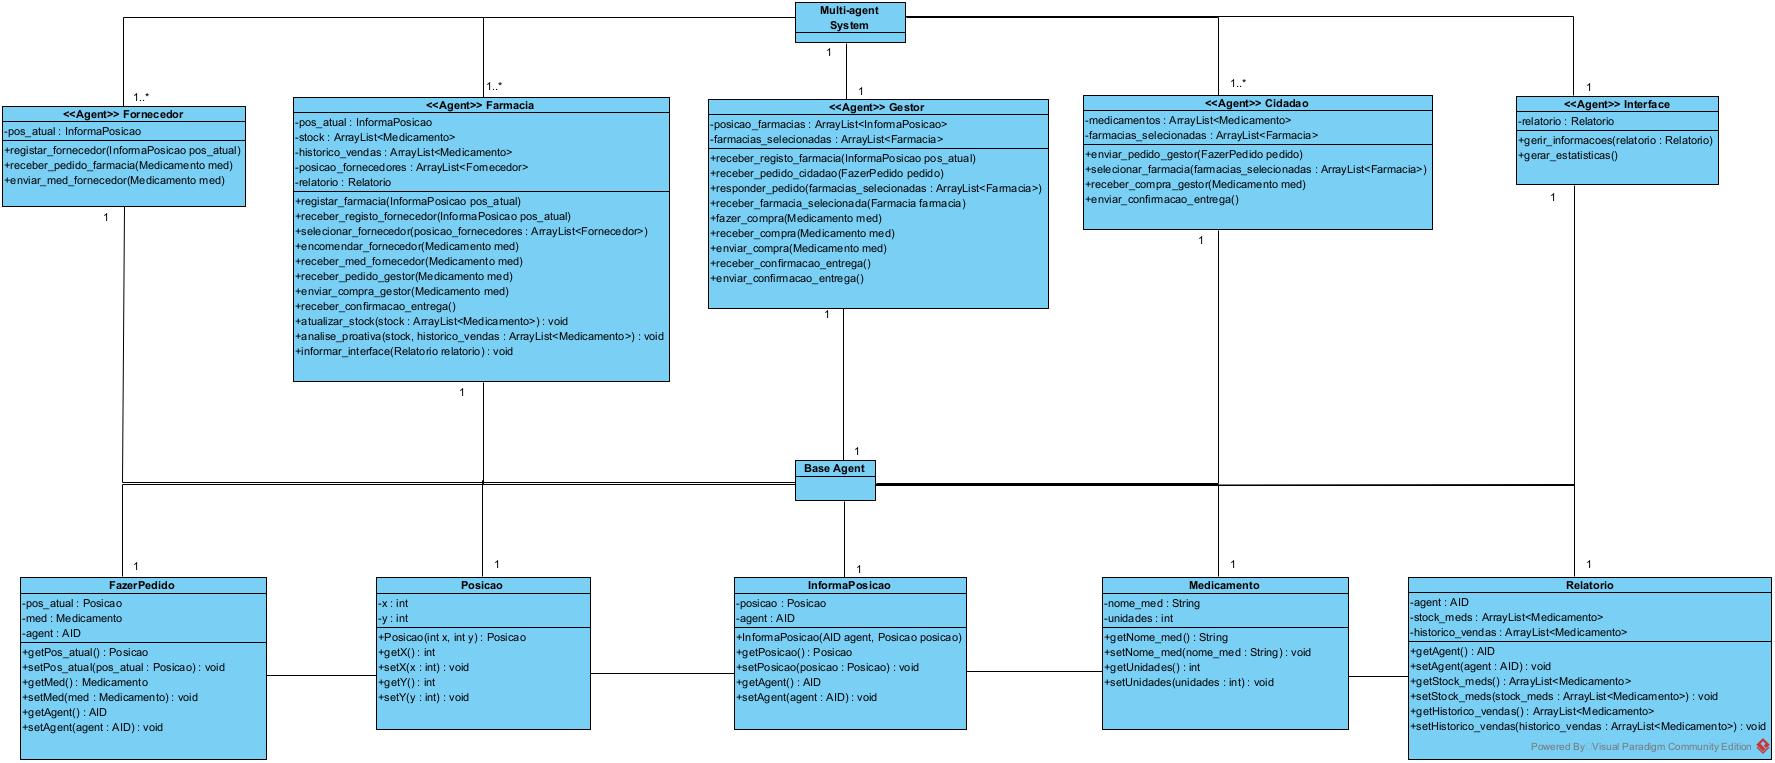 Multi-agent
System
1
1..*
1..*
1
1..*
1
<<Agent>> Fornecedor
-pos_atual : InformaPosicao
+registar_fornecedor(InformaPosicao pos_atual)
+receber_pedido_farmacia(Medicamento med)
+enviar_med_fornecedor(Medicamento med)
1
<<Agent>> Farmacia
-pos_atual : InformaPosicao
-stock : ArrayList<Medicamento>
-historico_vendas : ArrayList<Medicamento>
-posicao_fornecedores : ArrayList<Fornecedor>
-relatorio : Relatorio
+registar_farmacia(InformaPosicao pos_atual)
+receber_registo_fornecedor(InformaPosicao pos_atual)
+selecionar_fornecedor(posicao_fornecedores : ArrayList<Fornecedor>)
+encomendar_fornecedor(Medicamento med)
+receber_med_fornecedor(Medicamento med)
+receber_pedido_gestor(Medicamento med)
+enviar_compra_gestor(Medicamento med)
+receber_confirmacao_entrega()
+atualizar_stock(stock : ArrayList<Medicamento>) : void
+analise_proativa(stock, historico_vendas : ArrayList<Medicamento>) : void
+informar_interface(Relatorio relatorio) : void
1
<<Agent>> Gestor
-posicao_farmacias : ArrayList<InformaPosicao>
-farmacias_selecionadas : ArrayList<Farmacia>
+receber_registo_farmacia(InformaPosicao pos_atual)
+receber_pedido_cidadao(FazerPedido pedido)
+responder_pedido(farmacias_selecionadas : ArrayList<Farmacia>)
+receber_farmacia_selecionada(Farmacia farmacia)
+fazer_compra(Medicamento med)
+receber_compra(Medicamento med)
+enviar_compra(Medicamento med)
+receber_confirmacao_entrega()
+enviar_confirmacao_entrega()
1
<<Agent>> Cidadao
-medicamentos : ArrayList<Medicamento>
-farmacias_selecionadas : ArrayList<Farmacia>
+enviar_pedido_gestor(FazerPedido pedido)
+selecionar_farmacia(farmacias_selecionadas : ArrayList<Farmacia>)
+receber_compra_gestor(Medicamento med)
+enviar_confirmacao_entrega()
1
<<Agent>> Interface
-relatorio : Relatorio
+gerir_informacoes(relatorio : Relatorio)
+gerar_estatisticas()
1
1
Base Agent
1
1
1
1
1
FazerPedido
-pos_atual : Posicao
-med : Medicamento
-agent : AID
+getPos_atual() : Posicao
+setPos_atual(pos_atual : Posicao) : void
+getMed() : Medicamento
+setMed(med : Medicamento) : void
+getAgent() : AID
+setAgent(agent : AID) : void
Posicao
-x : int
-y : int
+Posicao(int x, int y) : Posicao
+getX() : int
+setX(x : int) : void
+getY() : int
+setY(y : int) : void
InformaPosicao
-posicao : Posicao
-agent : AID
+InformaPosicao(AID agent, Posicao posicao)
+getPosicao() : Posicao
+setPosicao(posicao : Posicao) : void
+getAgent() : AID
+setAgent(agent : AID) : void
Medicamento
-nome_med : String
-unidades : int
+getNome_med() : String
+setNome_med(nome_med : String) : void
+getUnidades() : int
+setUnidades(unidades : int) : void
Relatorio
-agent : AID
-stock_meds : ArrayList<Medicamento>
-historico_vendas : ArrayList<Medicamento>
+getAgent() : AID
+setAgent(agent : AID) : void
+getStock_meds() : ArrayList<Medicamento>
+setStock_meds(stock_meds : ArrayList<Medicamento>) : void
+getHistorico_vendas() : ArrayList<Medicamento>
+setHistorico_vendas(historico_vendas : ArrayList<Medicamento>) : void
Powered By Visual Paradigm Community Edition